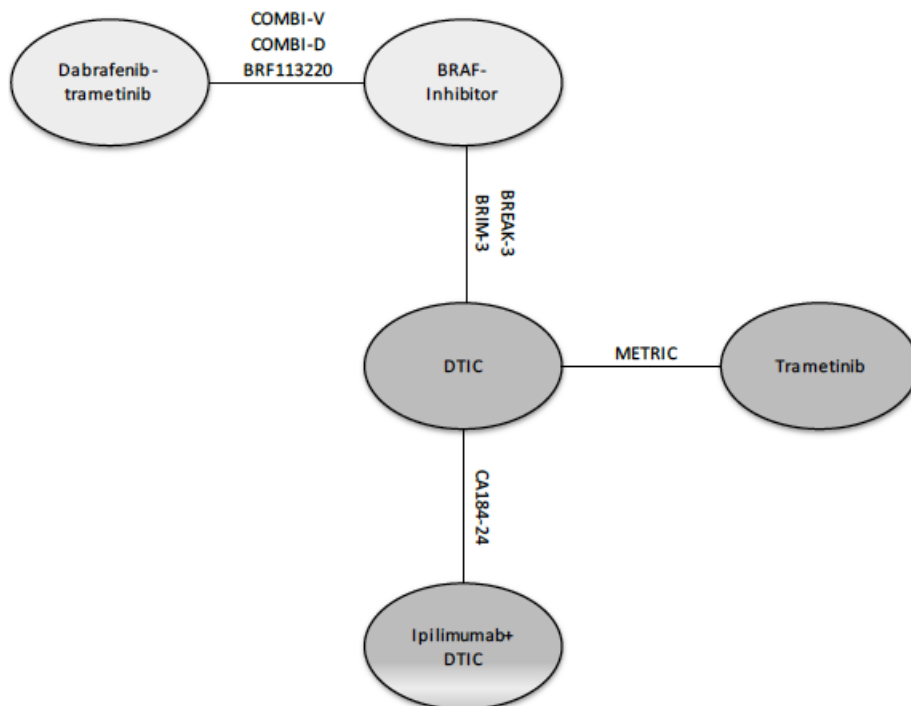 COMBI-V
COMBI-D
BRF113220
Dabrafenib-
trametinib
BRAF-
Inhibitor
BREAK-3
BRIM-3
DTIC
METRIC
Trametinib
CA184-24
Ipilimumab+
DTIC